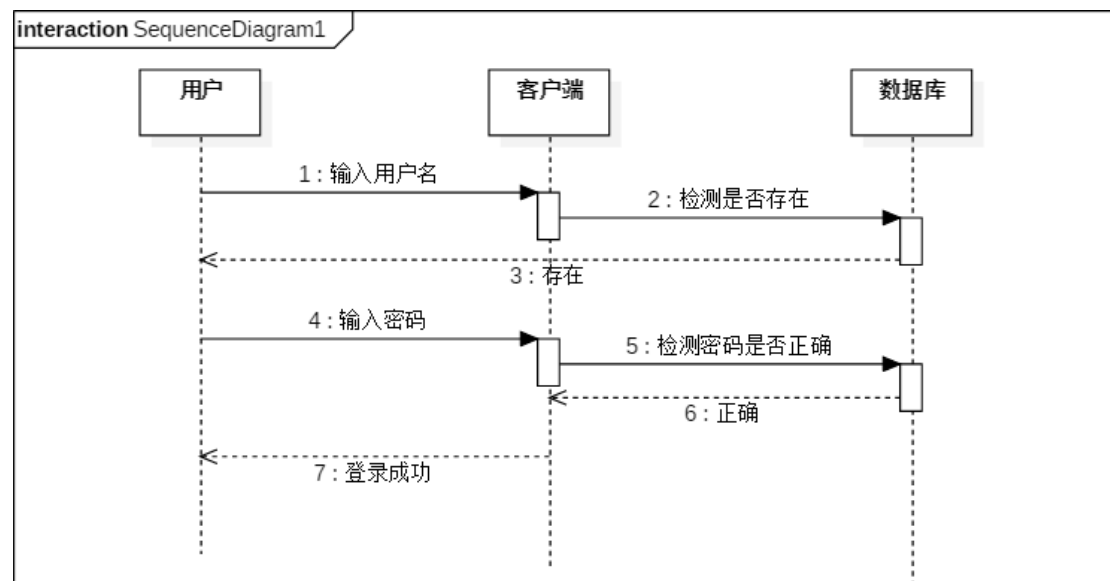 interaction SequenceDiagram1
用户
客户端
数据库
1 : 输入用户名
2 : 检测是否存在
3 : 存在
4 : 输入密码
5 : 检测密码是否正确
6 : 正确
7 : 登录成功